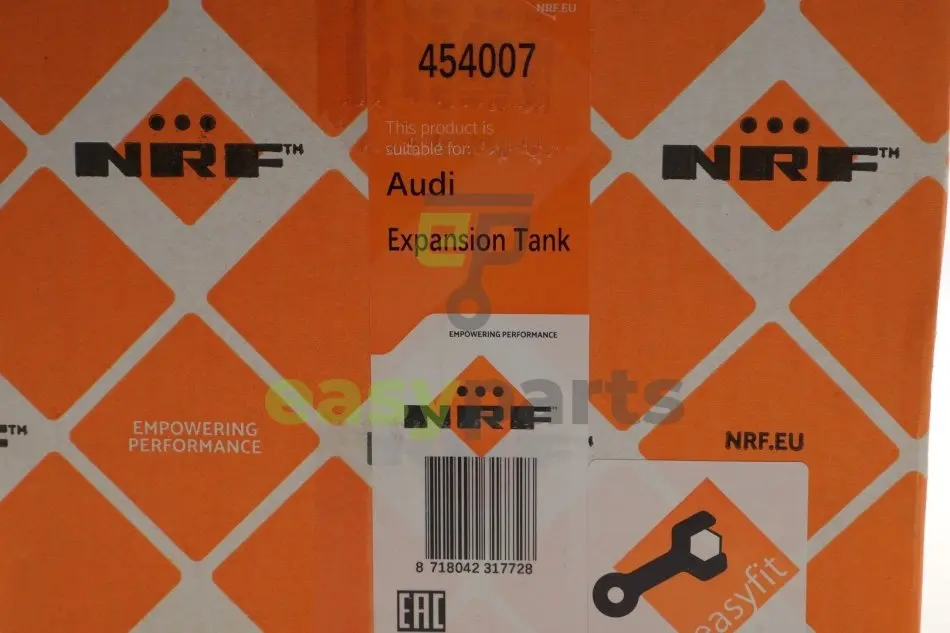 NRF.EU
454007
This product is
suitable for:
Audi
Expansion Tank
NRF™
NRF™
EMPOWERING PERFORMANCE
easyparts
NRF™
EMPOWERING
PERFORMANCE
NRF.EU
8 718042 317728
EAC
easyfit